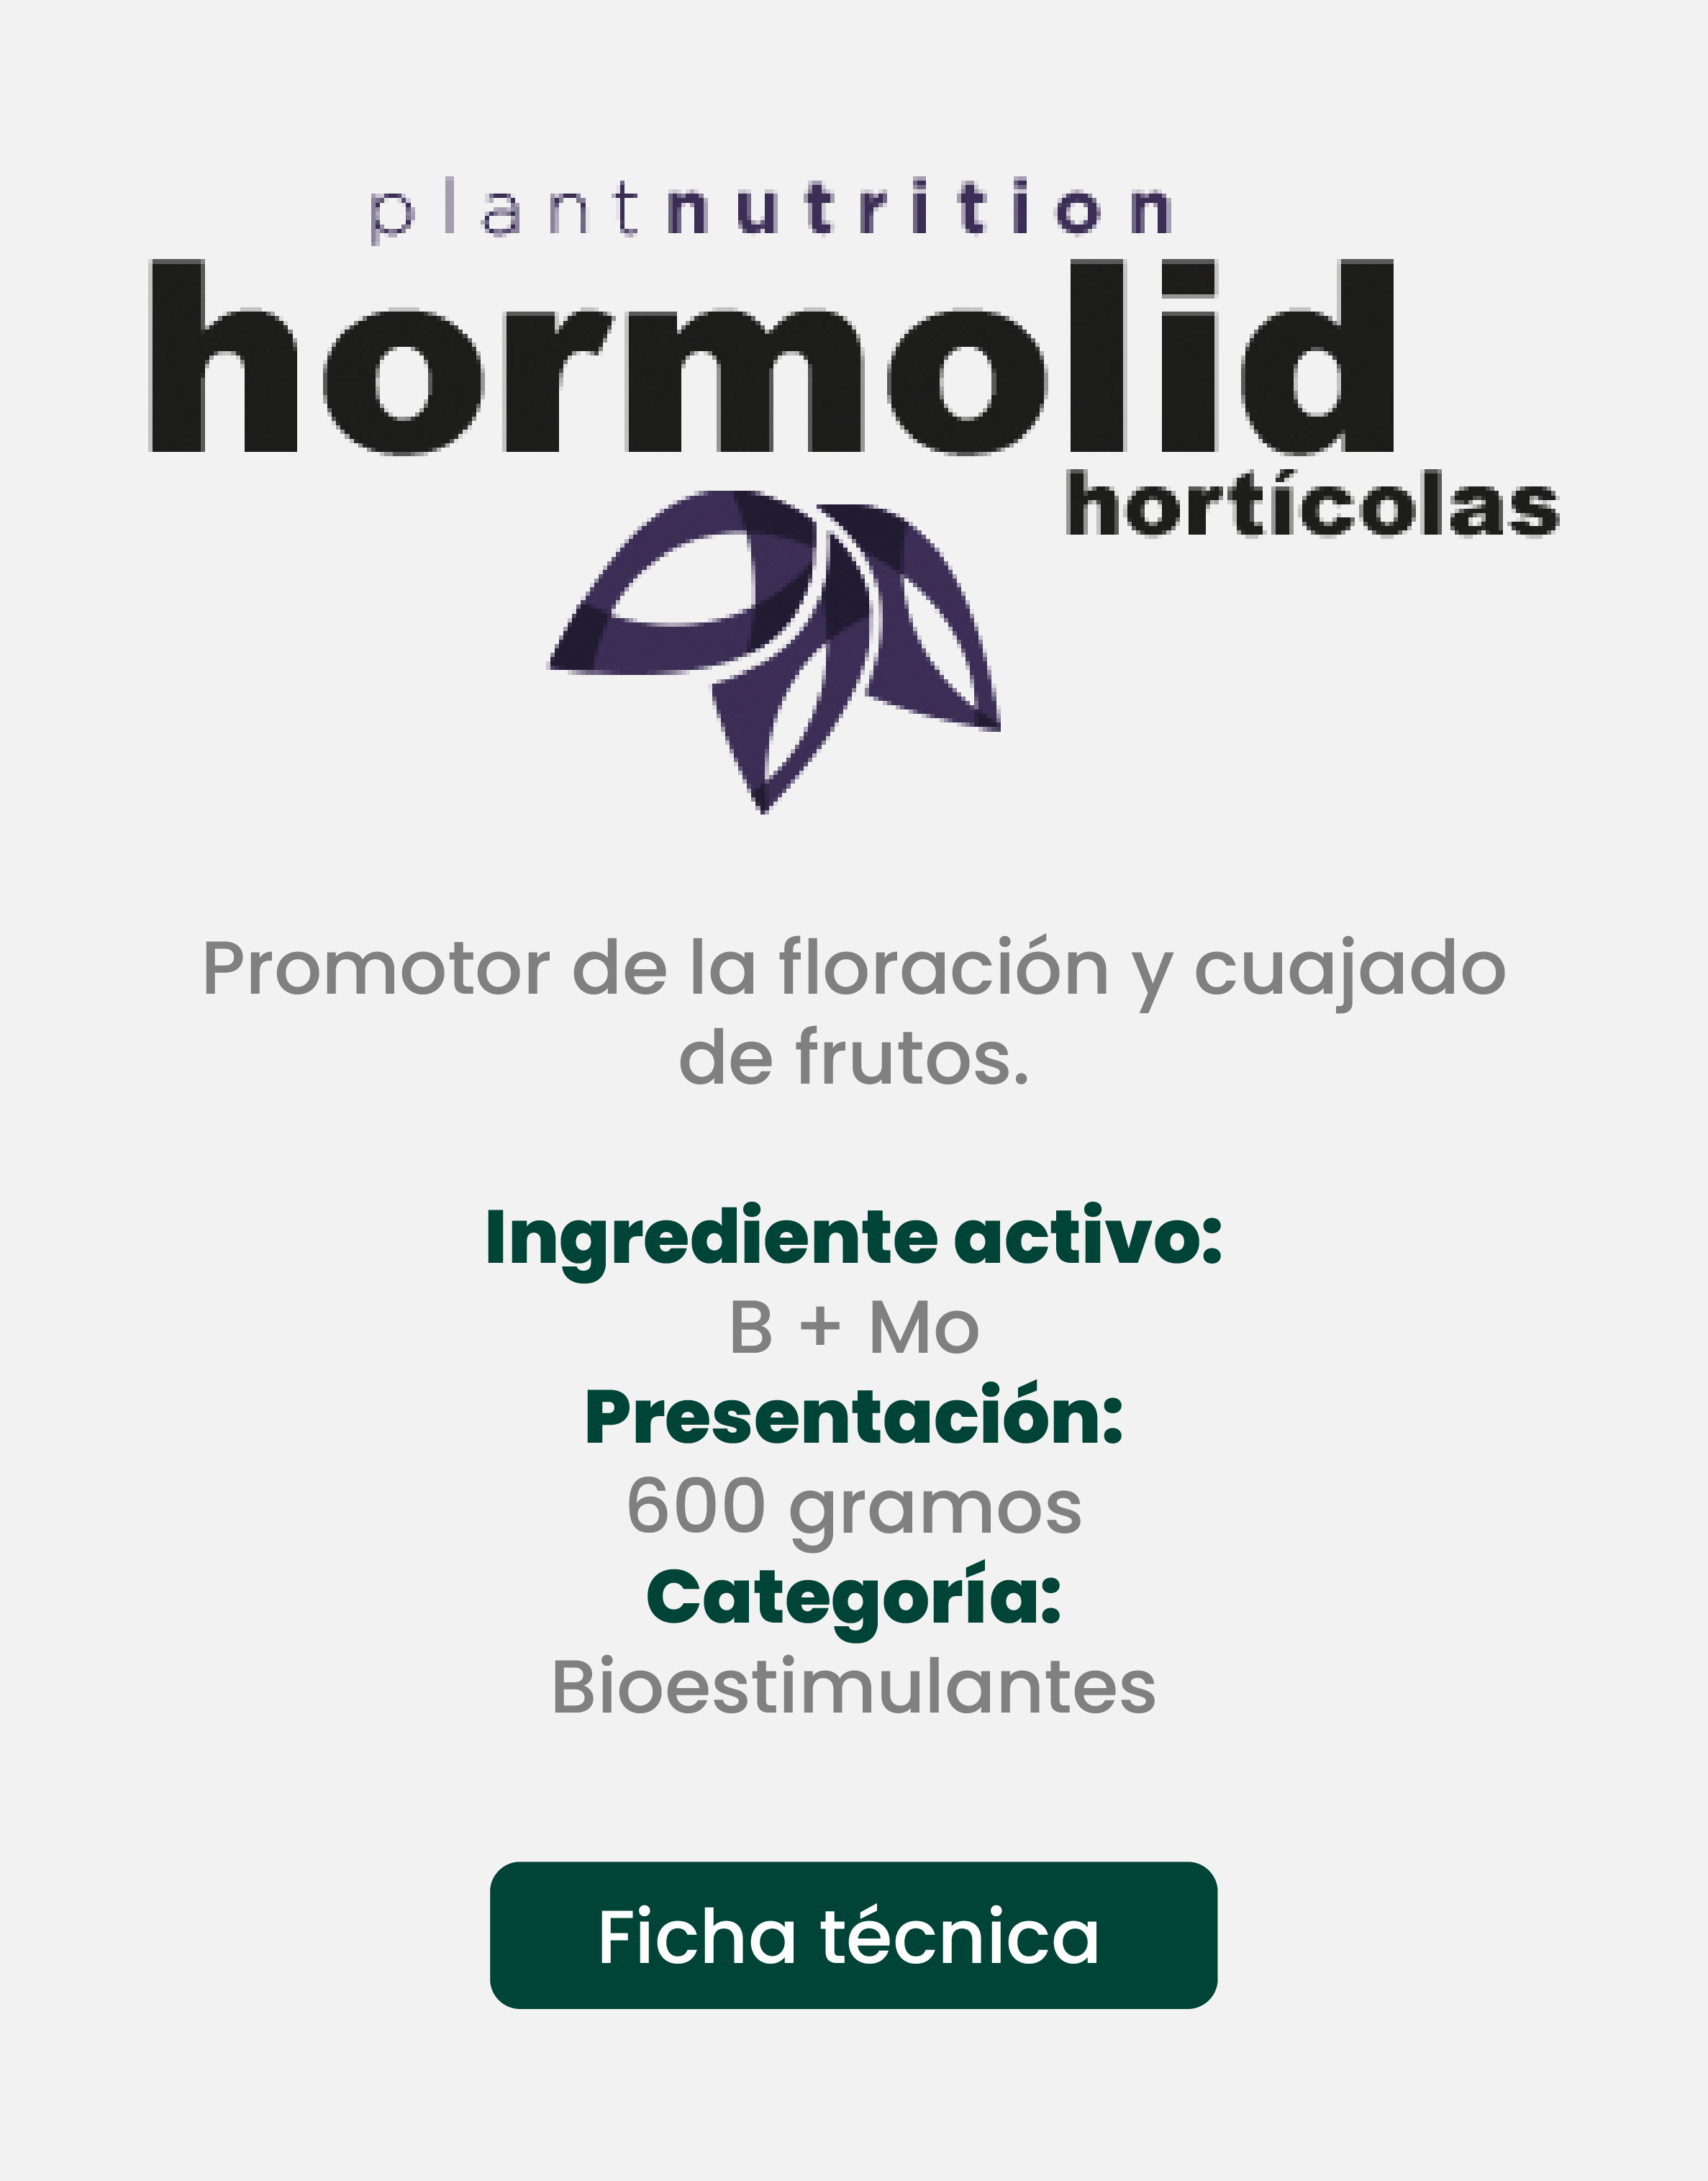 plantnutrition
hormolid
hortícolas
Promotor de la floración y cuajado
de frutos.
Ingrediente activo:
B + Mo
Presentación:
600 gramos
Categoría:
Bioestimulantes
Ficha técnica